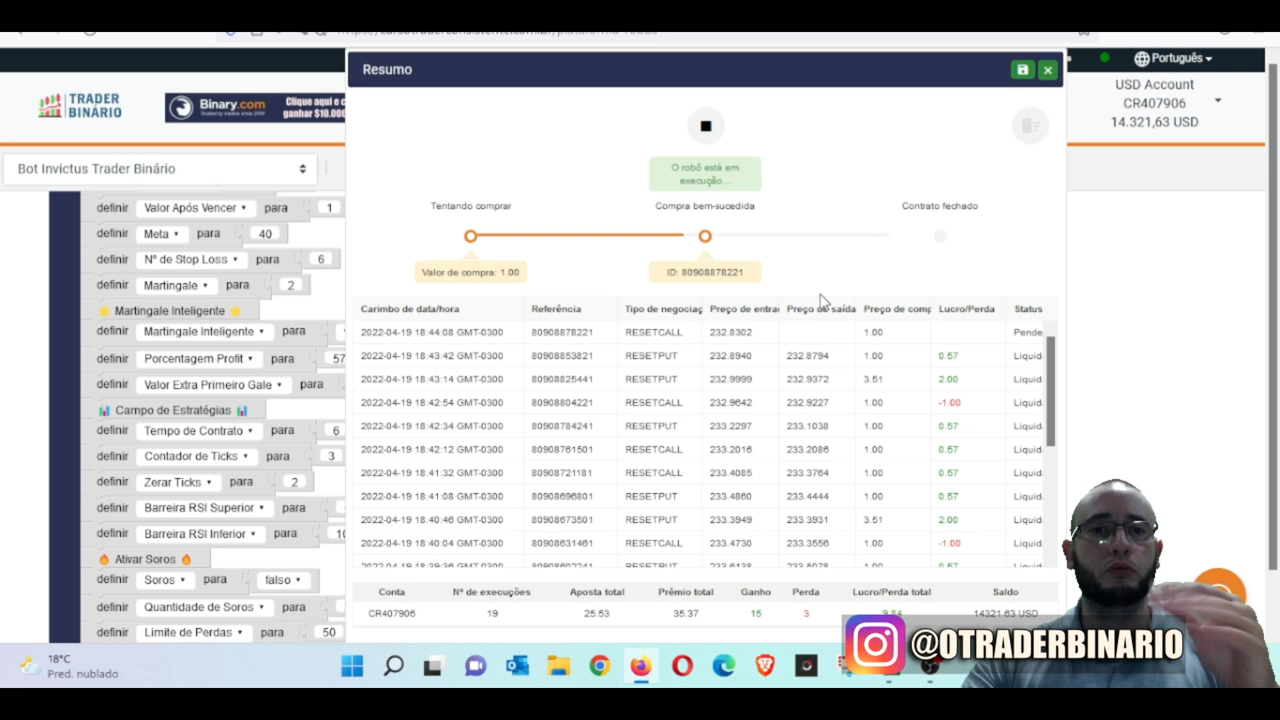 Português
TRADER
BINÁRIO
Binary.com
Clique aqui e c
ganhar $10.000
USD Account
CR407906
14.321,63 USD
Bot Invictus Trader Binário
definir Valor Após Vencer para 1
definir Meta para 40
definir Nº de Stop Loss para 6
definir Martingale para 2
Martingale Inteligente
definir Martingale Inteligente para
definir Porcentagem Profit para 57
definir Valor Extra Primeiro Gale para
Campo de Estratégias
definir Tempo de Contrato para 6
definir Contador de Ticks para 3
definir Zerar Ticks para 2
definir Barreira RSI Superior para
definir Barreira RSI Inferior para 10
Ativar Soros
definir Soros para falso
definir Quantidade de Soros para
definir Limite de Perdas para 50
Resumo
O robô está em
execução...
Tentando comprar Compra bem-sucedida Contrato fechado
Valor de compra: 1.00 ID: 80908878221
Carimbo de data/hora Referência Tipo de negociaç Preço de entra Preço de saída Preço de comp Lucro/Perda Status
2022-04-19 18:44:08 GMT-0300 80908878221 RESETCALL 232.8302 1.00 Pende
2022-04-19 18:43:42 GMT-0300 80908853821 RESETPUT 232.8940 232.8794 1.00 0.57 Liquid
2022-04-19 18:43:14 GMT-0300 80908825441 RESETPUT 232.9999 232.9372 3.51 2.00 Liquid
2022-04-19 18:42:54 GMT-0300 80908804221 RESETCALL 232.9642 232.9227 1.00 -1.00 Liquid
2022-04-19 18:42:34 GMT-0300 80908784241 RESETPUT 233.2297 233.1038 1.00 0.57 Liquid
2022-04-19 18:42:12 GMT-0300 80908761501 RESETCALL 233.2016 233.2086 1.00 0.57 Liquid
2022-04-19 18:41:32 GMT-0300 80908721181 RESETCALL 233.4085 233.3764 1.00 0.57 Liquid
2022-04-19 18:41:08 GMT-0300 80908696801 RESETPUT 233.4860 233.4444 1.00 0.57 Liquid
2022-04-19 18:40:46 GMT-0300 80908673501 RESETPUT 233.3949 233.3931 3.51 2.00 Liquid
2022-04-19 18:40:04 GMT-0300 80908631461 RESETCALL 233.4730 233.3556 1.00 -1.00 Liquid
Conta Nº de execuções Aposta total Prêmio total Ganho Perda Lucro/Perda total Saldo
CR407906 19 25.53 35.37 15 3 9.84 14321.63 USD
@OTRADERBINARIO
18°C
Pred. nublado